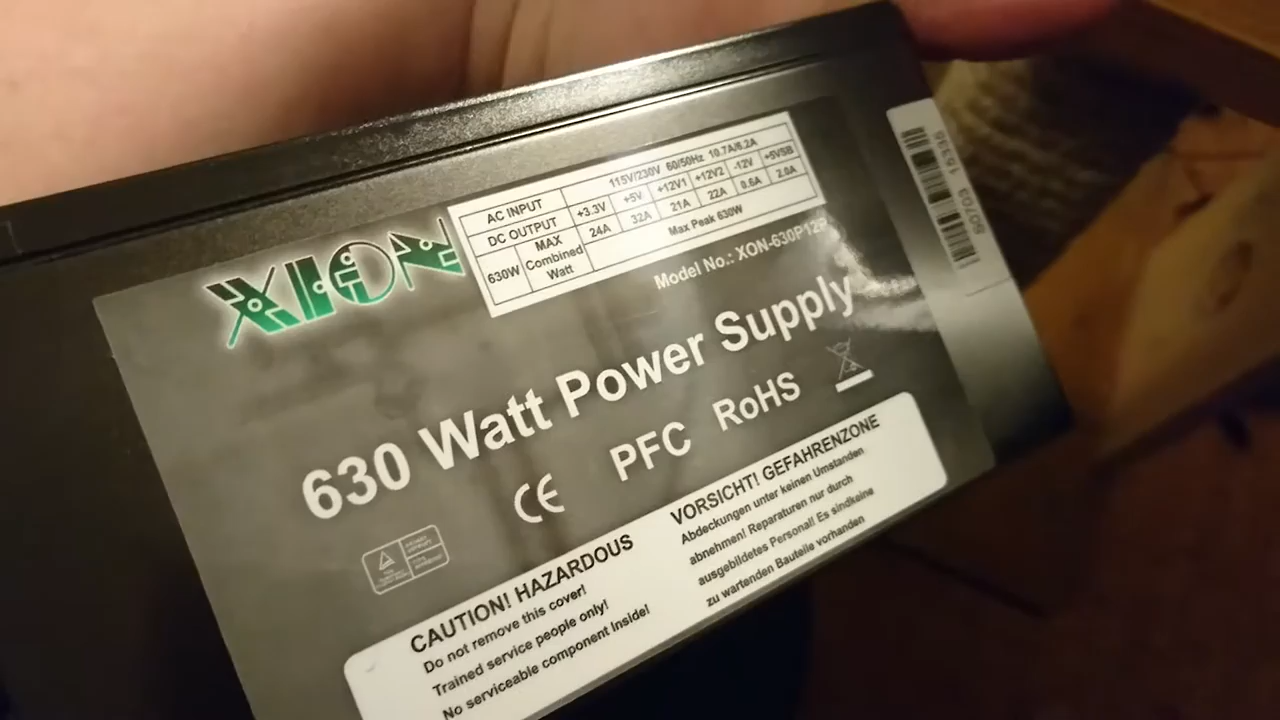 XION
AC INPUT 115V/230V 60/50Hz 10.7A/6.2A
DC OUTPUT +3.3V +5V +12V1 +12V2 -12V +5VSB
630W MAX Combined Watt 24A 32A 21A 22A 0.6A 2.0A
Max Peak 630W
Model No.: XON-630P12P
630 Watt Power Supply
CE PFC RoHS
CAUTION! HAZARDOUS
Do not remove this cover!
Trained service people only!
No serviceable component Inside!
VORSICHT! GEFAHRENZONE
Abdeckungen unter keinen Umstanden
abnehmen! Reparaturen nur durch
ausgebildetes Personal! Es sindkeine
zu wartenden Bauteile vorhanden